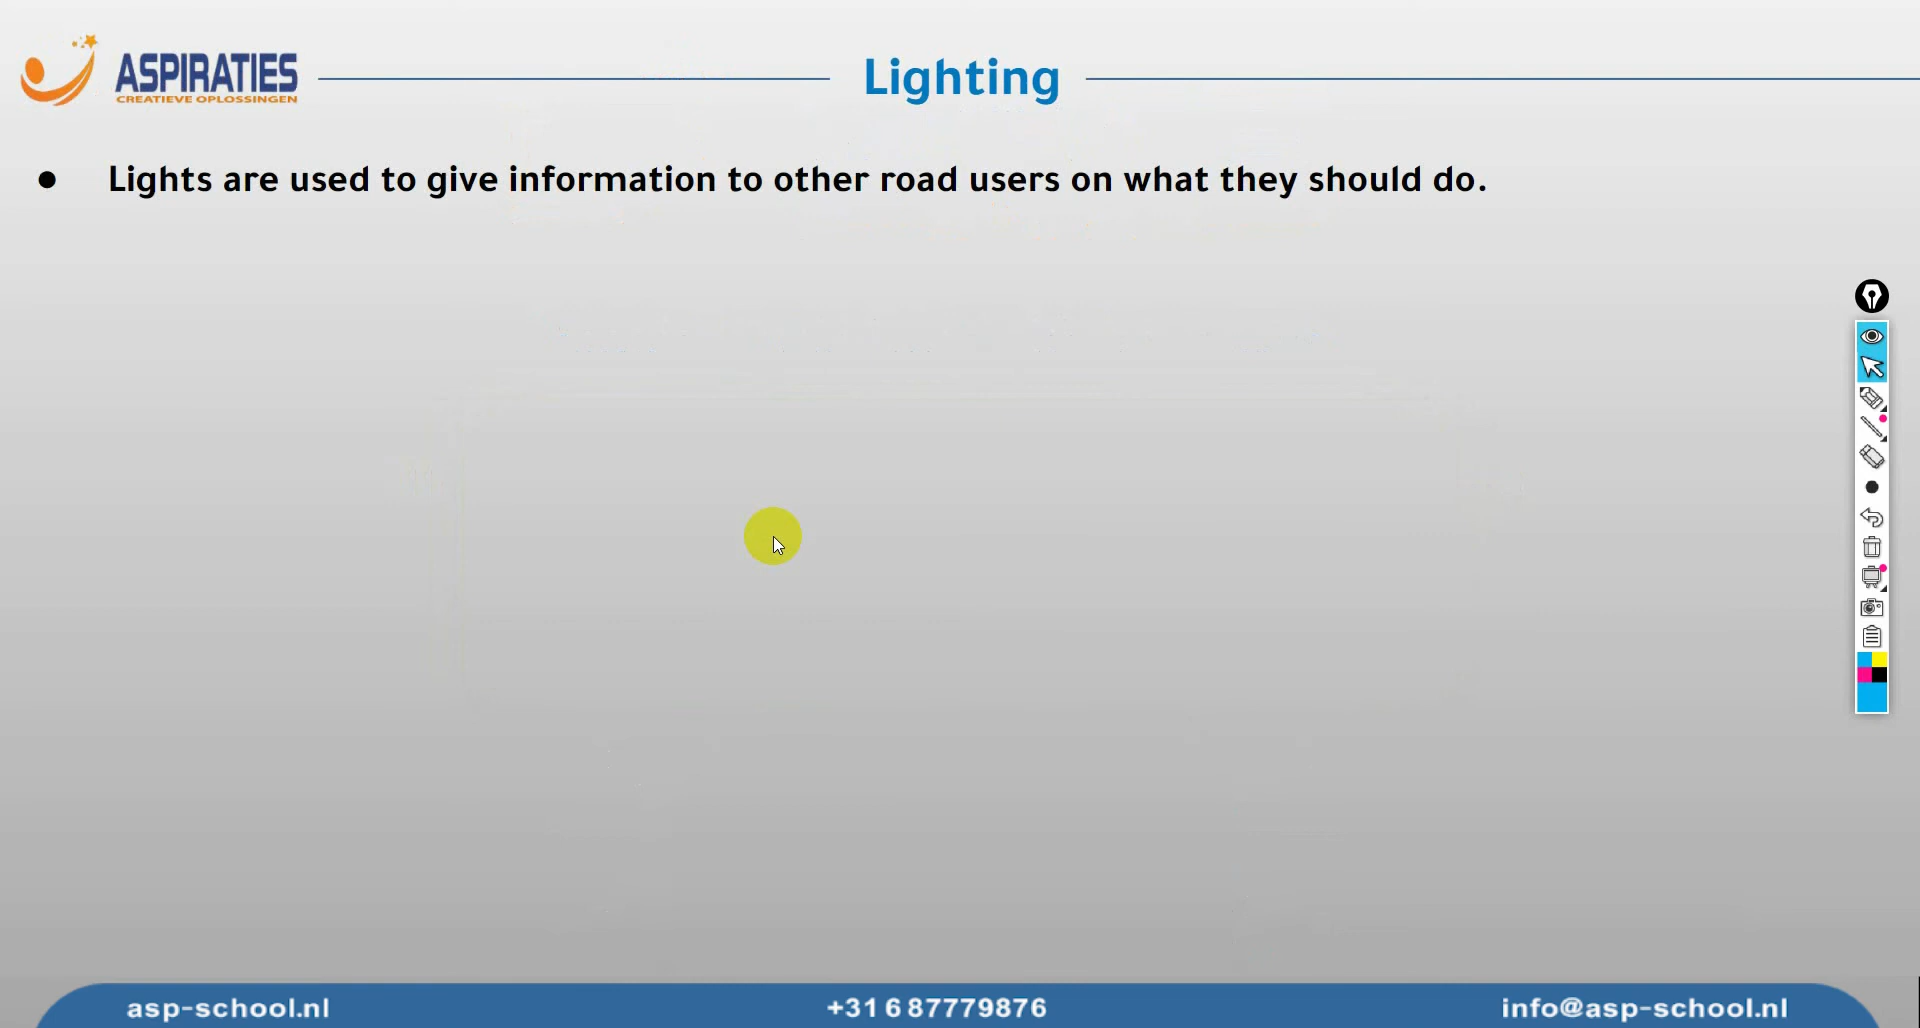 ASPIRATIES
CREATIEVE OPLOSSINGEN
Lighting
● Lights are used to give information to other road users on what they should do.
asp-school.nl
+31 6 87779876
info@asp-school.nl